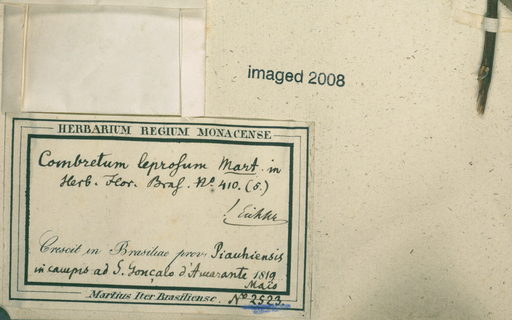 imaged 2008
HERBARIUM REGIUM MONACENSE
Combretum leprosum Mart. in
Herb. Flor. Bras. No. 410. (5.)
! Eichler
Crescit in Brasiliae prov. Piauhiensis
in campis ad S. Gonçalo d'Amarante 1819
Maio
Martius Iter Brasiliense. No 2523.